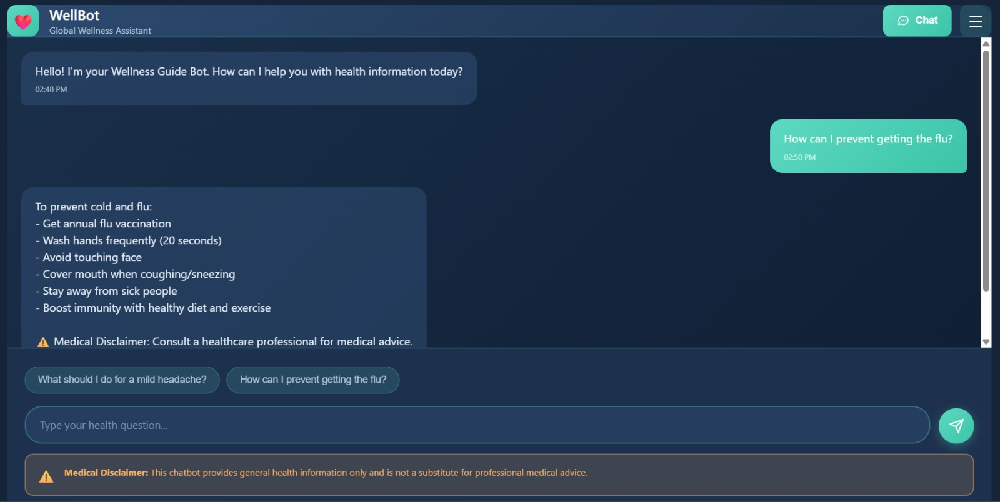 WellBot
Global Wellness Assistant
Chat
Hello! I'm your Wellness Guide Bot. How can I help you with health information today?
02:48 PM
How can I prevent getting the flu?
02:50 PM
To prevent cold and flu:
- Get annual flu vaccination
- Wash hands frequently (20 seconds)
- Avoid touching face
- Cover mouth when coughing/sneezing
- Stay away from sick people
- Boost immunity with healthy diet and exercise
⚠️ Medical Disclaimer: Consult a healthcare professional for medical advice.
What should I do for a mild headache?
How can I prevent getting the flu?
Type your health question...
⚠️ Medical Disclaimer: This chatbot provides general health information only and is not a substitute for professional medical advice.